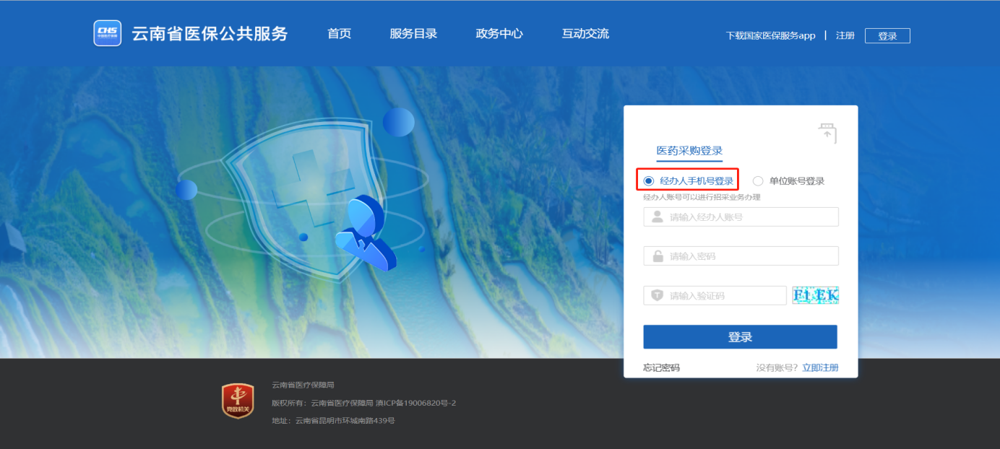 CHS
云南省医保公共服务
首页
服务目录
政务中心
互动交流
下载国家医保服务app
注册
登录
医药采购登录
经办人手机号登录
单位账号登录
经办人账号可以进行招采业务办理
请输入经办人账号
请输入密码
请输入验证码
登录
忘记密码
没有账号？立即注册
党政机关
云南省医疗保障局
版权所有：云南省医疗保障局 滇ICP备19006820号-2
地址：云南省昆明市环城南路439号